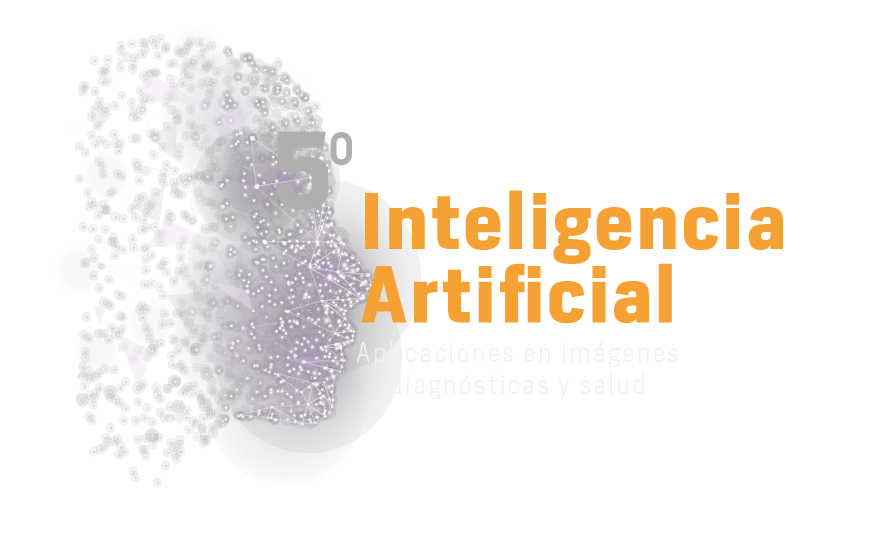 5º
Inteligencia
Artificial
Aplicaciones en imágenes
diagnósticas y salud